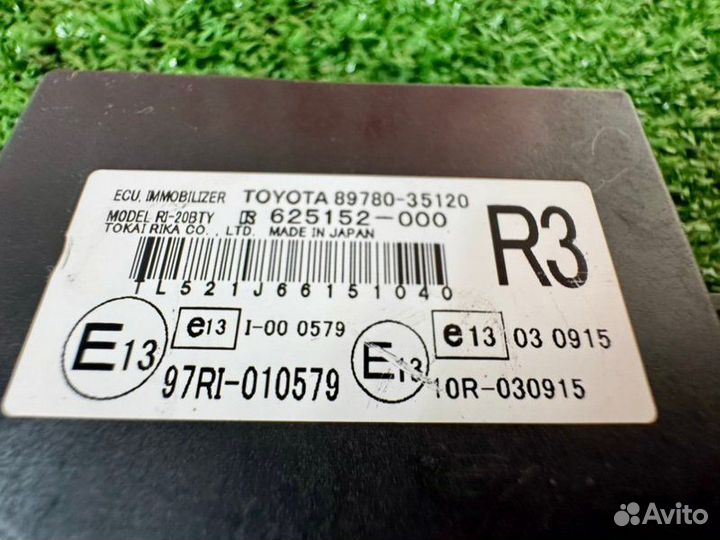 ECU, IMMOBILIZER TOYOTA 89780-35120
MODEL RI-20BTY 625152-000
TOKAI RIKA CO., LTD. MADE IN JAPAN
R3
TL521J66151040
E13
e13 I-00 0579
97RI-010579
E13
e13 03 0915
10R-030915
Avito